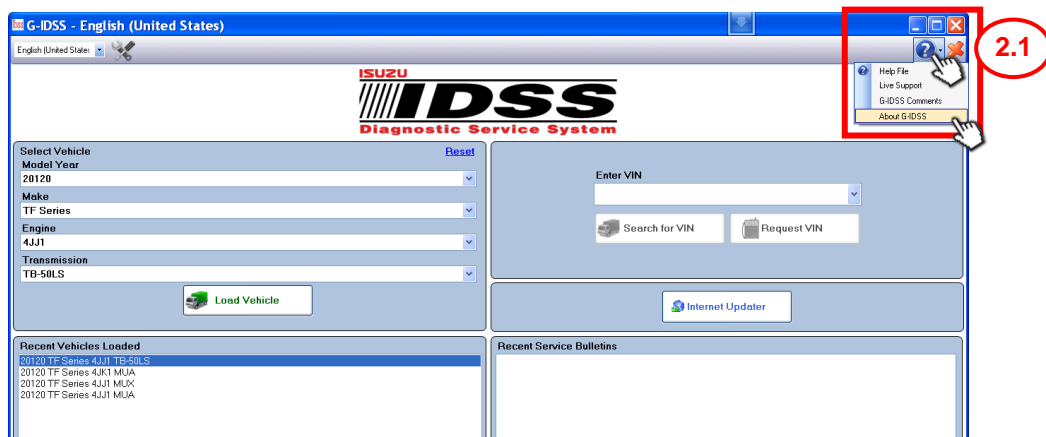 G-IDSS - English (United States)
English (United State:
2.1
Help File
Live Support
G-IDSS Comments
About G-IDSS
ISUZU
IDSS
Diagnostic Service System
Select Vehicle
Reset
Model Year
20120
Make
TF Series
Engine
4JJ1
Transmission
TB-50LS
Load Vehicle
Enter VIN
Search for VIN
Request VIN
Internet Updater
Recent Vehicles Loaded
20120 TF Series 4JJ1 TB-50LS
20120 TF Series 4JK1 MUA
20120 TF Series 4JJ1 MUX
20120 TF Series 4JJ1 MUA
Recent Service Bulletins